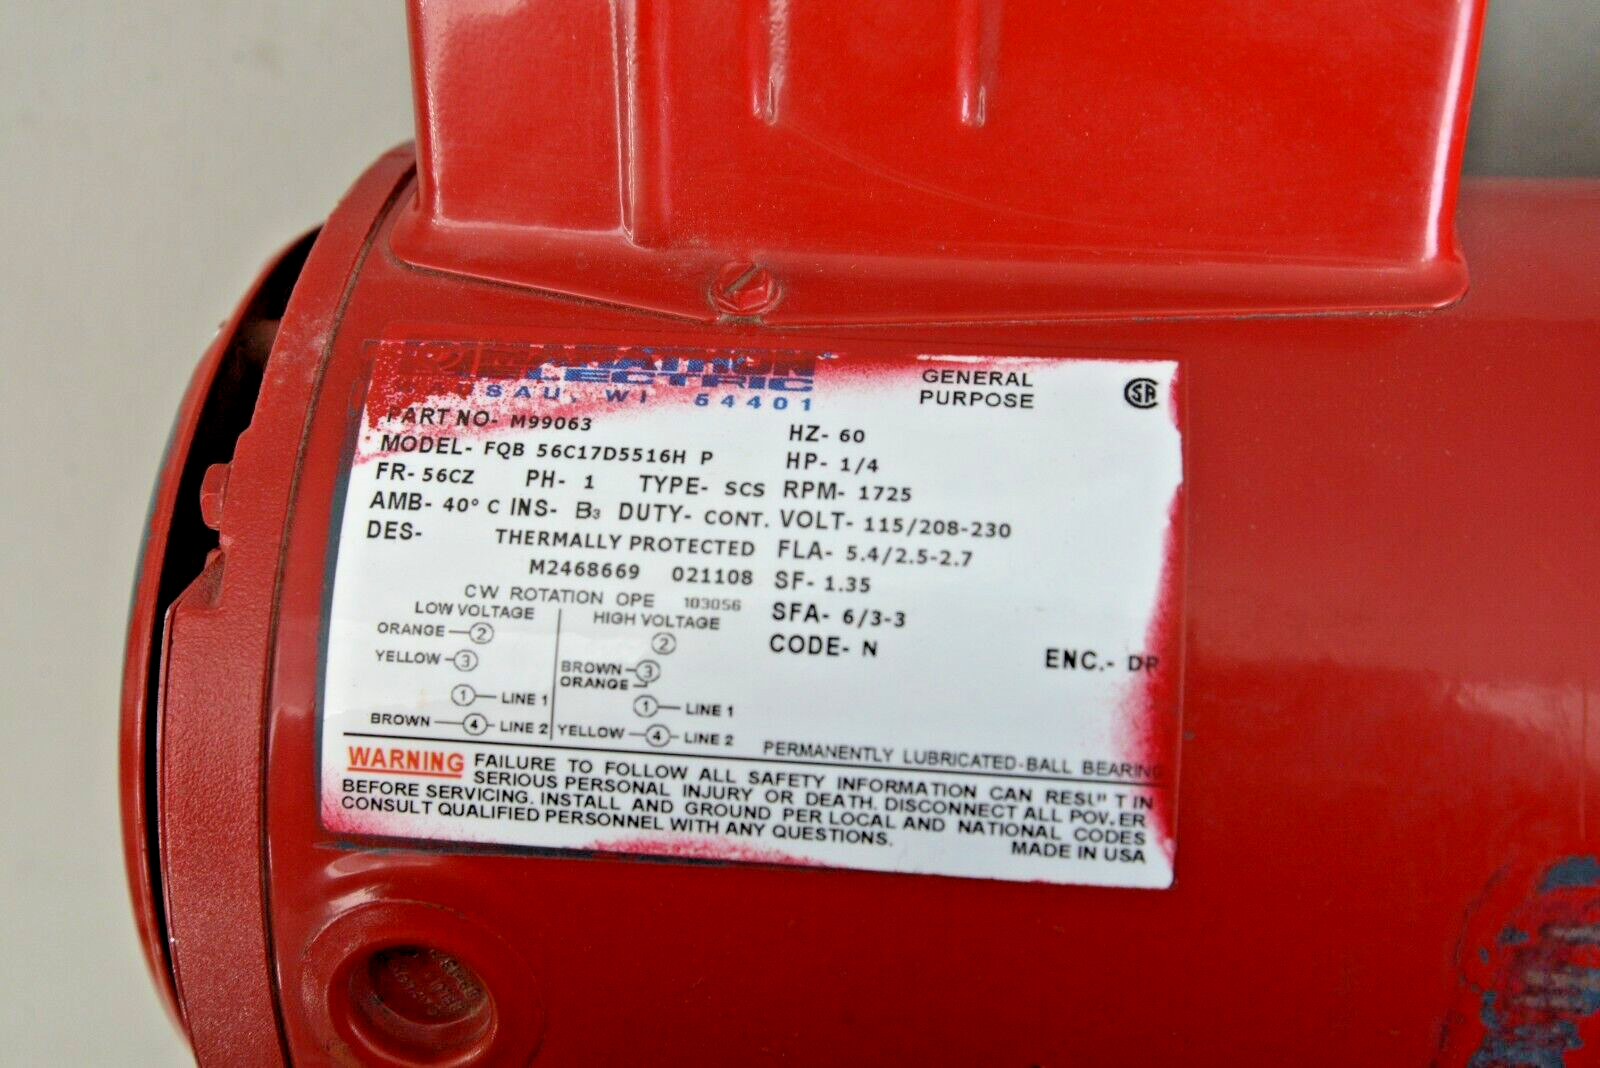 MARATHON
ELECTRIC
WAUSAU, WI 54401
GENERAL
PURPOSE
SA
PART NO- M99063
HZ- 60
MODEL- FQB 56C17D5516H P
HP- 1/4
FR- 56CZ PH- 1 TYPE- SCS RPM- 1725
AMB- 40° C INS- B3 DUTY- CONT. VOLT- 115/208-230
DES- THERMALLY PROTECTED FLA- 5.4/2.5-2.7
M2468669 021108 SF- 1.35
CW ROTATION OPE 103056 SFA- 6/3-3
CODE- N ENC.- DP
LOW VOLTAGE
ORANGE 2
YELLOW 3
1 LINE 1
BROWN 4 LINE 2
HIGH VOLTAGE
2
BROWN 3
ORANGE
1 LINE 1
YELLOW 4 LINE 2
PERMANENTLY LUBRICATED-BALL BEARING
WARNING FAILURE TO FOLLOW ALL SAFETY INFORMATION CAN RESULT IN
SERIOUS PERSONAL INJURY OR DEATH. DISCONNECT ALL POWER
BEFORE SERVICING. INSTALL AND GROUND PER LOCAL AND NATIONAL CODES
CONSULT QUALIFIED PERSONNEL WITH ANY QUESTIONS.
MADE IN USA